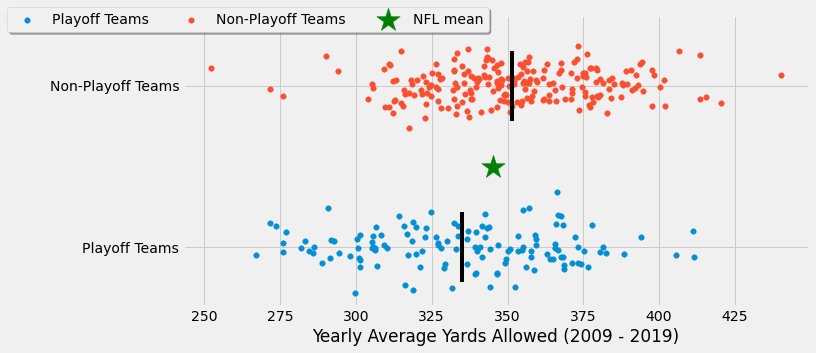 Playoff Teams Non-Playoff Teams NFL mean
Non-Playoff Teams
Playoff Teams
250 275 300 325 350 375 400 425
Yearly Average Yards Allowed (2009 - 2019)